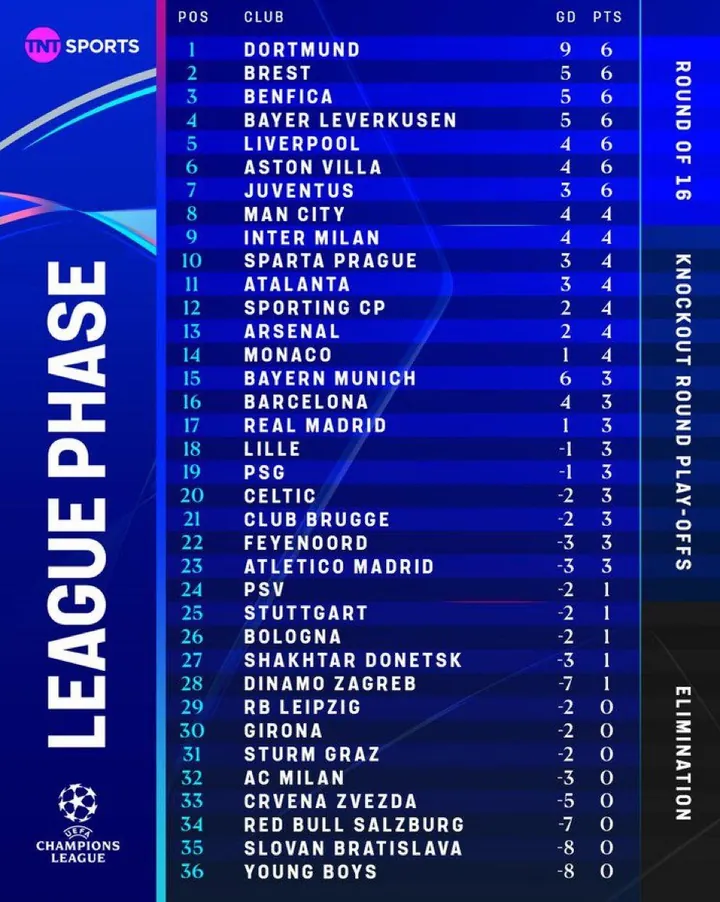 TNT SPORTS
LEAGUE PHASE
UEFA
CHAMPIONS
LEAGUE
POS CLUB GD PTS
1 DORTMUND 9 6
2 BREST 5 6
3 BENFICA 5 6
4 BAYER LEVERKUSEN 5 6
5 LIVERPOOL 4 6
6 ASTON VILLA 4 6
7 JUVENTUS 3 6
8 MAN CITY 4 4
9 INTER MILAN 4 4
10 SPARTA PRAGUE 3 4
11 ATALANTA 3 4
12 SPORTING CP 2 4
13 ARSENAL 2 4
14 MONACO 1 4
15 BAYERN MUNICH 6 3
16 BARCELONA 4 3
17 REAL MADRID 1 3
18 LILLE -1 3
19 PSG -1 3
20 CELTIC -2 3
21 CLUB BRUGGE -2 3
22 FEYENOORD -3 3
23 ATLETICO MADRID -3 3
24 PSV -2 1
25 STUTTGART -2 1
26 BOLOGNA -2 1
27 SHAKHTAR DONETSK -3 1
28 DINAMO ZAGREB -7 1
29 RB LEIPZIG -2 0
30 GIRONA -2 0
31 STURM GRAZ -2 0
32 AC MILAN -3 0
33 CRVENA ZVEZDA -5 0
34 RED BULL SALZBURG -7 0
35 SLOVAN BRATISLAVA -8 0
36 YOUNG BOYS -8 0
ROUND OF 16
KNOCKOUT ROUND PLAY-OFFS
ELIMINATION